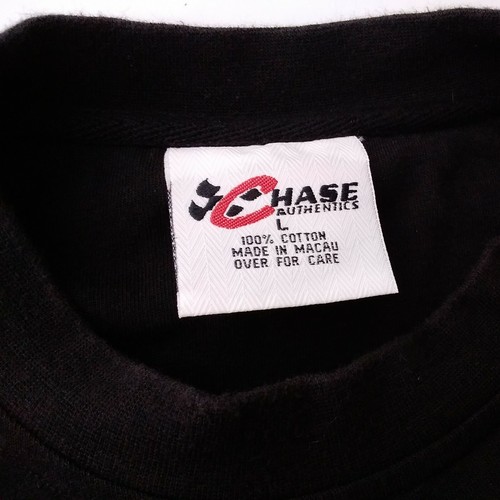 CHASE
AUTHENTICS
L
100% COTTON
MADE IN MACAU
OVER FOR CARE